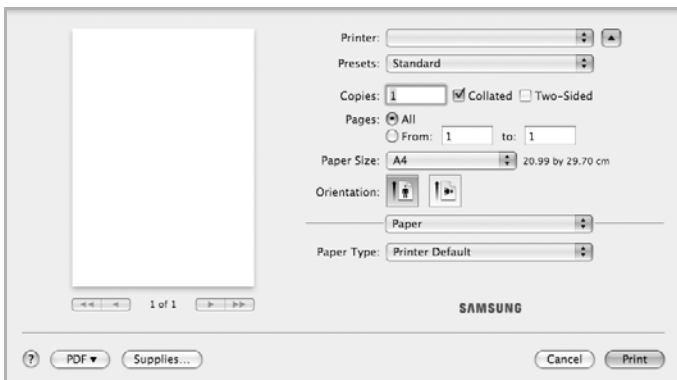 Printer:
Presets: Standard
Copies: 1 Collated Two-Sided
Pages: All
From: 1 to: 1
Paper Size: A4 20.99 by 29.70 cm
Orientation:
Paper
Paper Type: Printer Default
1 of 1
SAMSUNG
? PDF Supplies... Cancel Print